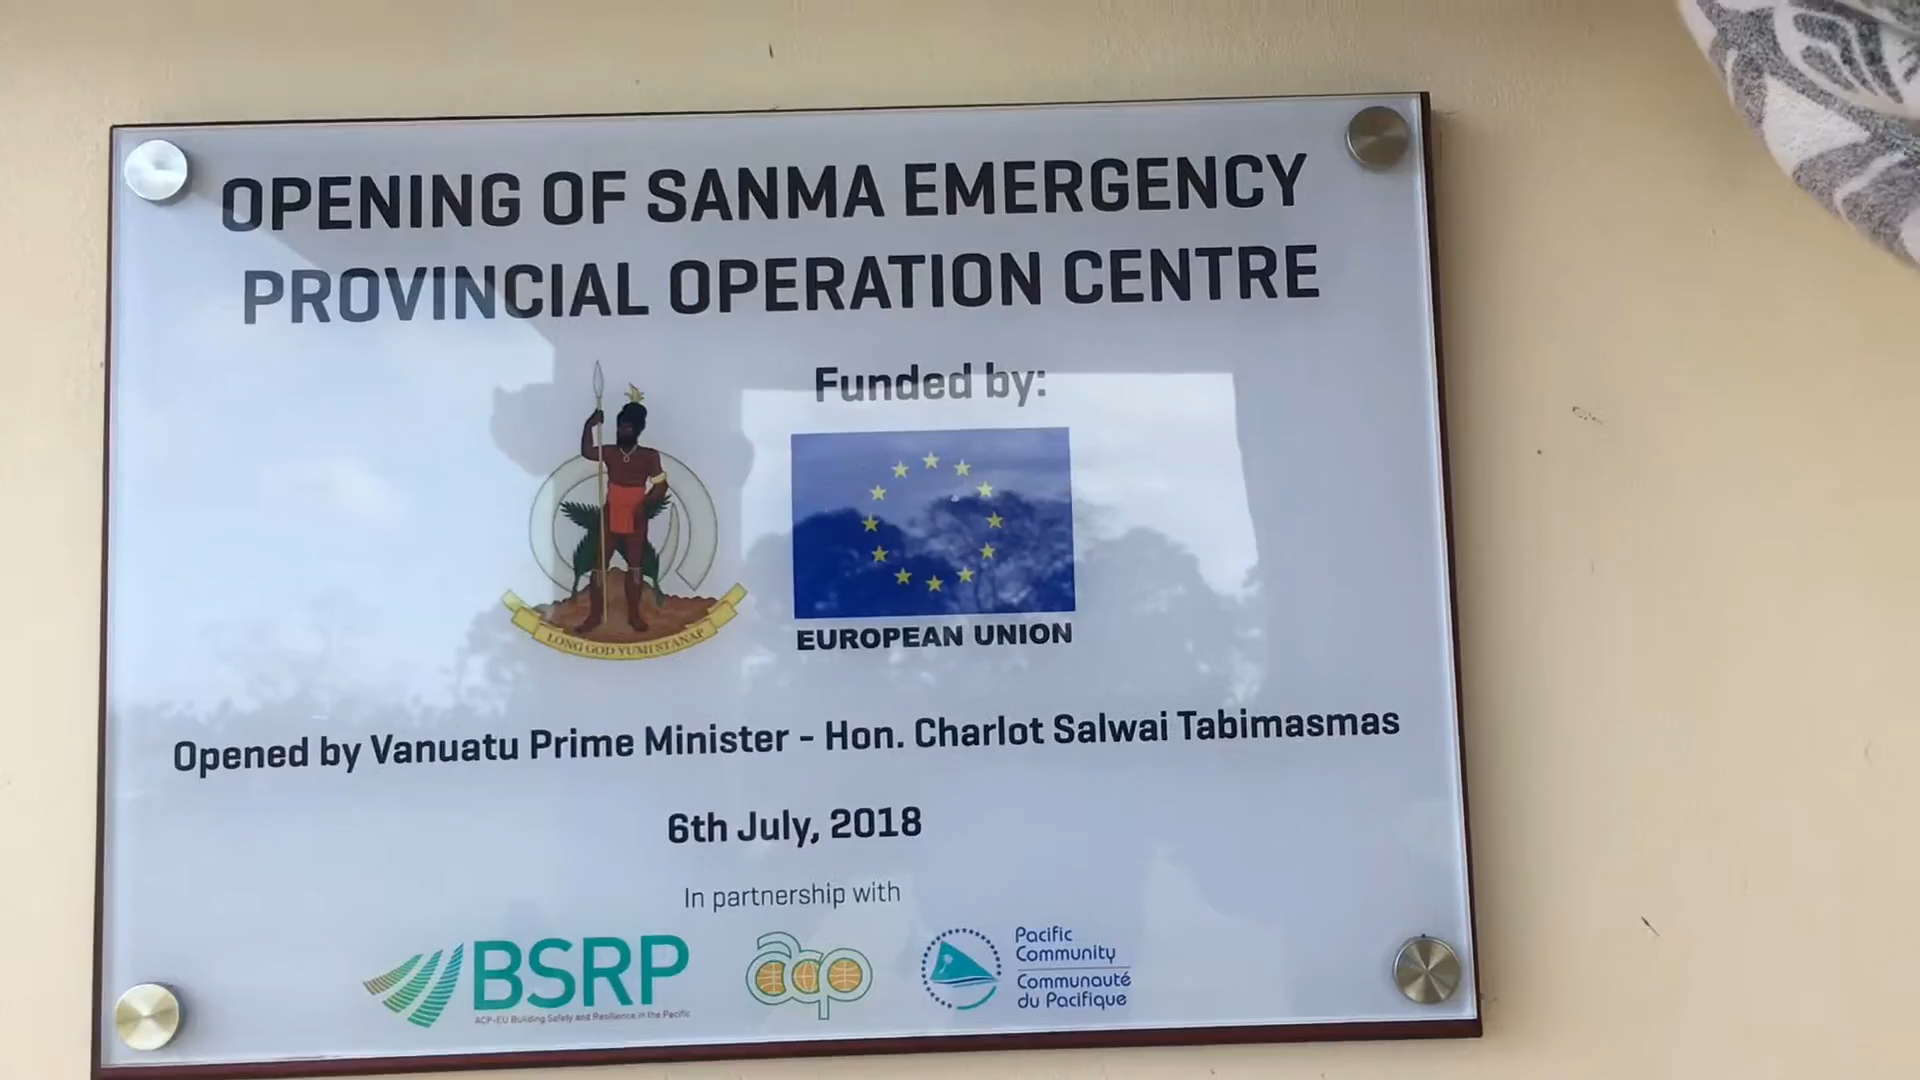 OPENING OF SANMA EMERGENCY
PROVINCIAL OPERATION CENTRE
Funded by:
LONG GOD YUMI STANAP
EUROPEAN UNION
Opened by Vanuatu Prime Minister - Hon. Charlot Salwai Tabimasmas
6th July, 2018
In partnership with
BSRP
ACP-EU Building Safety and Resilience in the Pacific
acp
Pacific
Community
Communauté
du Pacifique